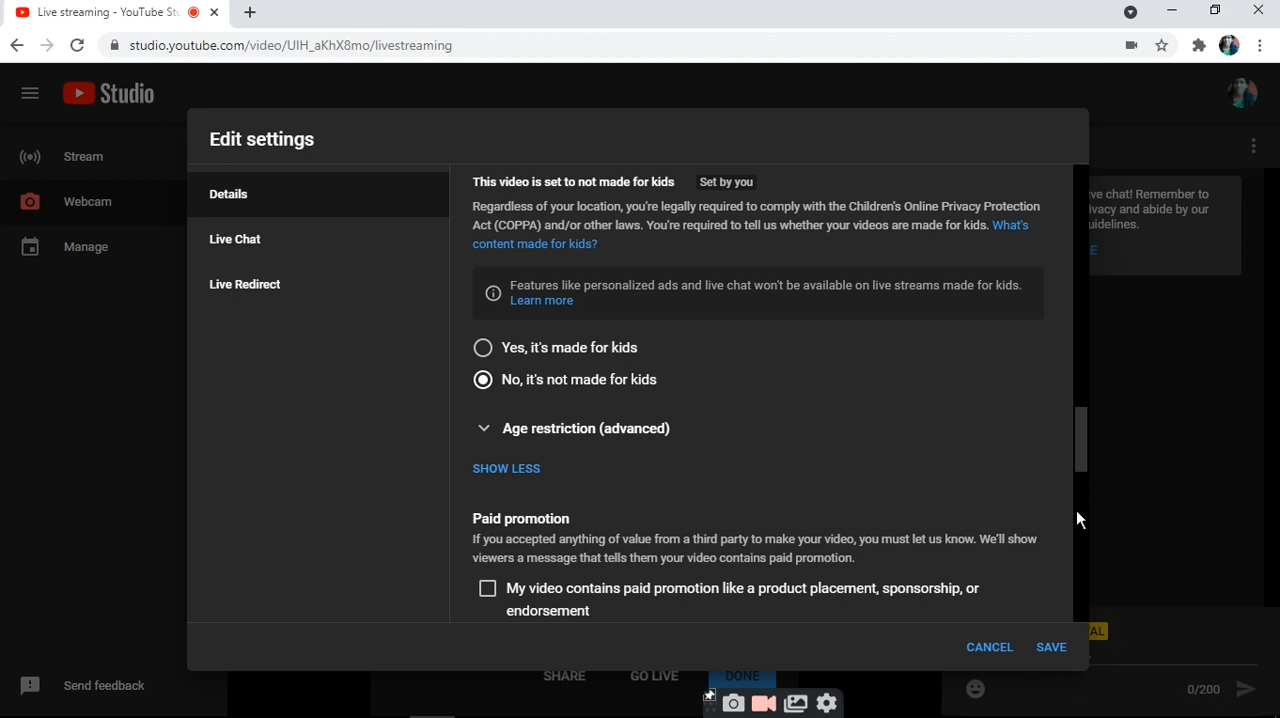 Live streaming - YouTube Stu
studio.youtube.com/video/UIH_aKhX8mo/livestreaming
Studio
Edit settings
Stream
Webcam
Manage
Details
Live Chat
Live Redirect
This video is set to not made for kids Set by you
Regardless of your location, you're legally required to comply with the Children's Online Privacy Protection
Act (COPPA) and/or other laws. You're required to tell us whether your videos are made for kids. What's
content made for kids?
Features like personalized ads and live chat won't be available on live streams made for kids.
Learn more
Yes, it's made for kids
No, it's not made for kids
Age restriction (advanced)
SHOW LESS
Paid promotion
If you accepted anything of value from a third party to make your video, you must let us know. We'll show
viewers a message that tells them your video contains paid promotion.
My video contains paid promotion like a product placement, sponsorship, or
endorsement
CANCEL SAVE
ve chat! Remember to
ivacy and abide by our
uidelines.
E
AL
Send feedback
SHARE GO LIVE DONE
0/200